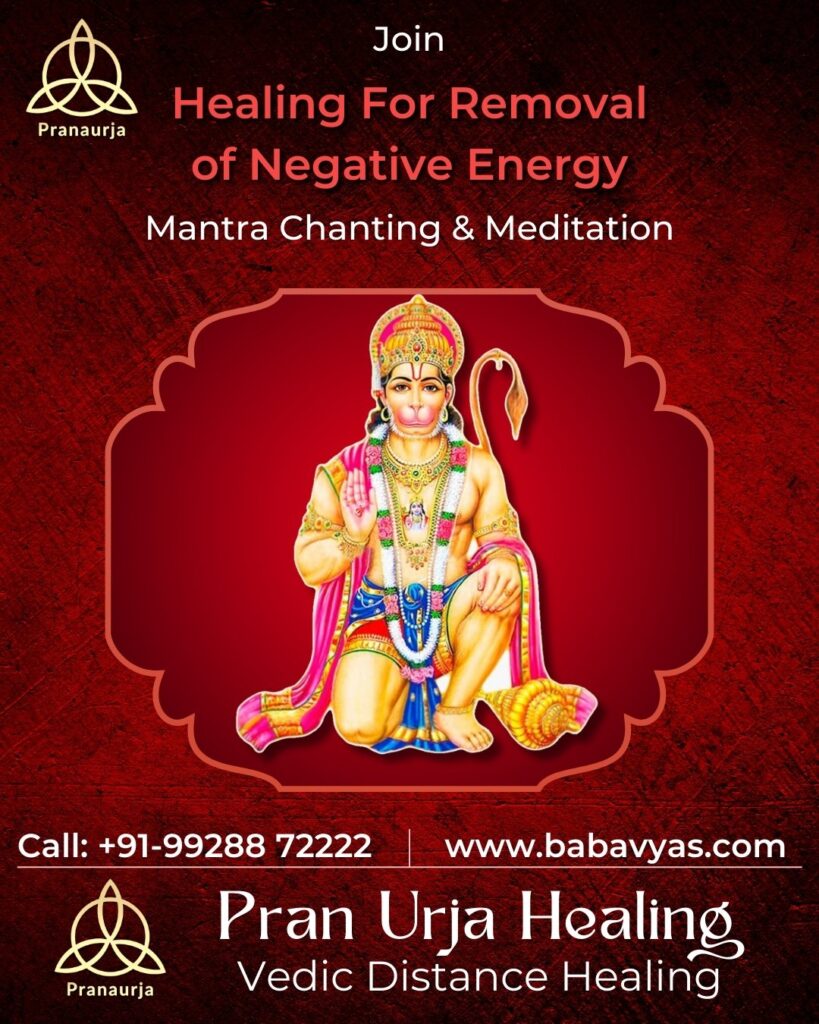 Join
Pranaurja
Healing For Removal
of Negative Energy
Mantra Chanting & Meditation
Call: +91-99288 72222 | www.babavyas.com
Pranaurja
Pran Urja Healing
Vedic Distance Healing